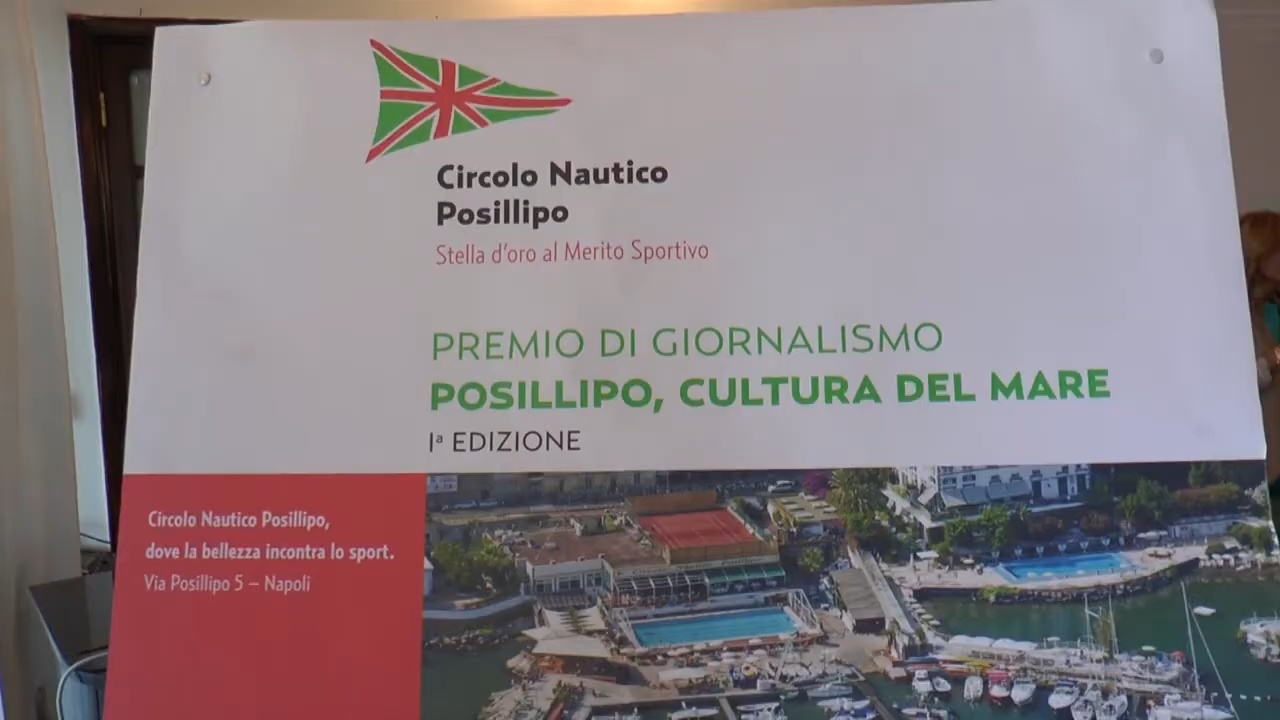 Circolo Nautico
Posillipo
Stella d'oro al Merito Sportivo
PREMIO DI GIORNALISMO
POSILLIPO, CULTURA DEL MARE
Iª EDIZIONE
Circolo Nautico Posillipo,
dove la bellezza incontra lo sport.
Via Posillipo 5 – Napoli